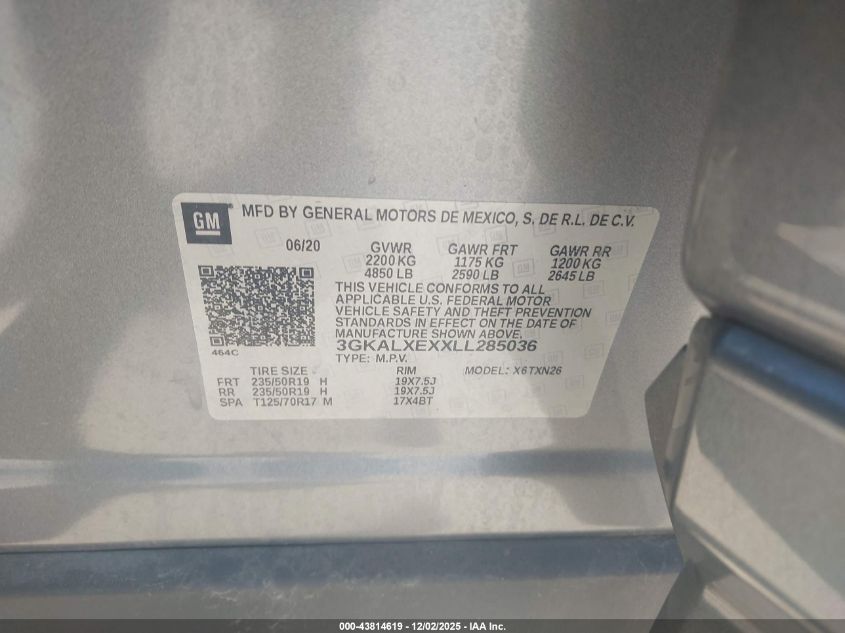 GM
MFD BY GENERAL MOTORS DE MEXICO, S. DE R.L. DE C.V.
06/20 GVWR GAWR FRT GAWR RR
2200 KG 1175 KG 1200 KG
4850 LB 2590 LB 2645 LB
THIS VEHICLE CONFORMS TO ALL
APPLICABLE U.S. FEDERAL MOTOR
VEHICLE SAFETY AND THEFT PREVENTION
STANDARDS IN EFFECT ON THE DATE OF
MANUFACTURE SHOWN ABOVE.
464C
3GKALXEXXLL285036
TYPE: M.P.V. MODEL: X6TXN26
TIRE SIZE RIM
FRT 235/50R19 H 19X7.5J
RR 235/50R19 H 19X7.5J
SPA T125/70R17 M 17X4BT
000-43814619 - 12/02/2025 - IAA Inc.